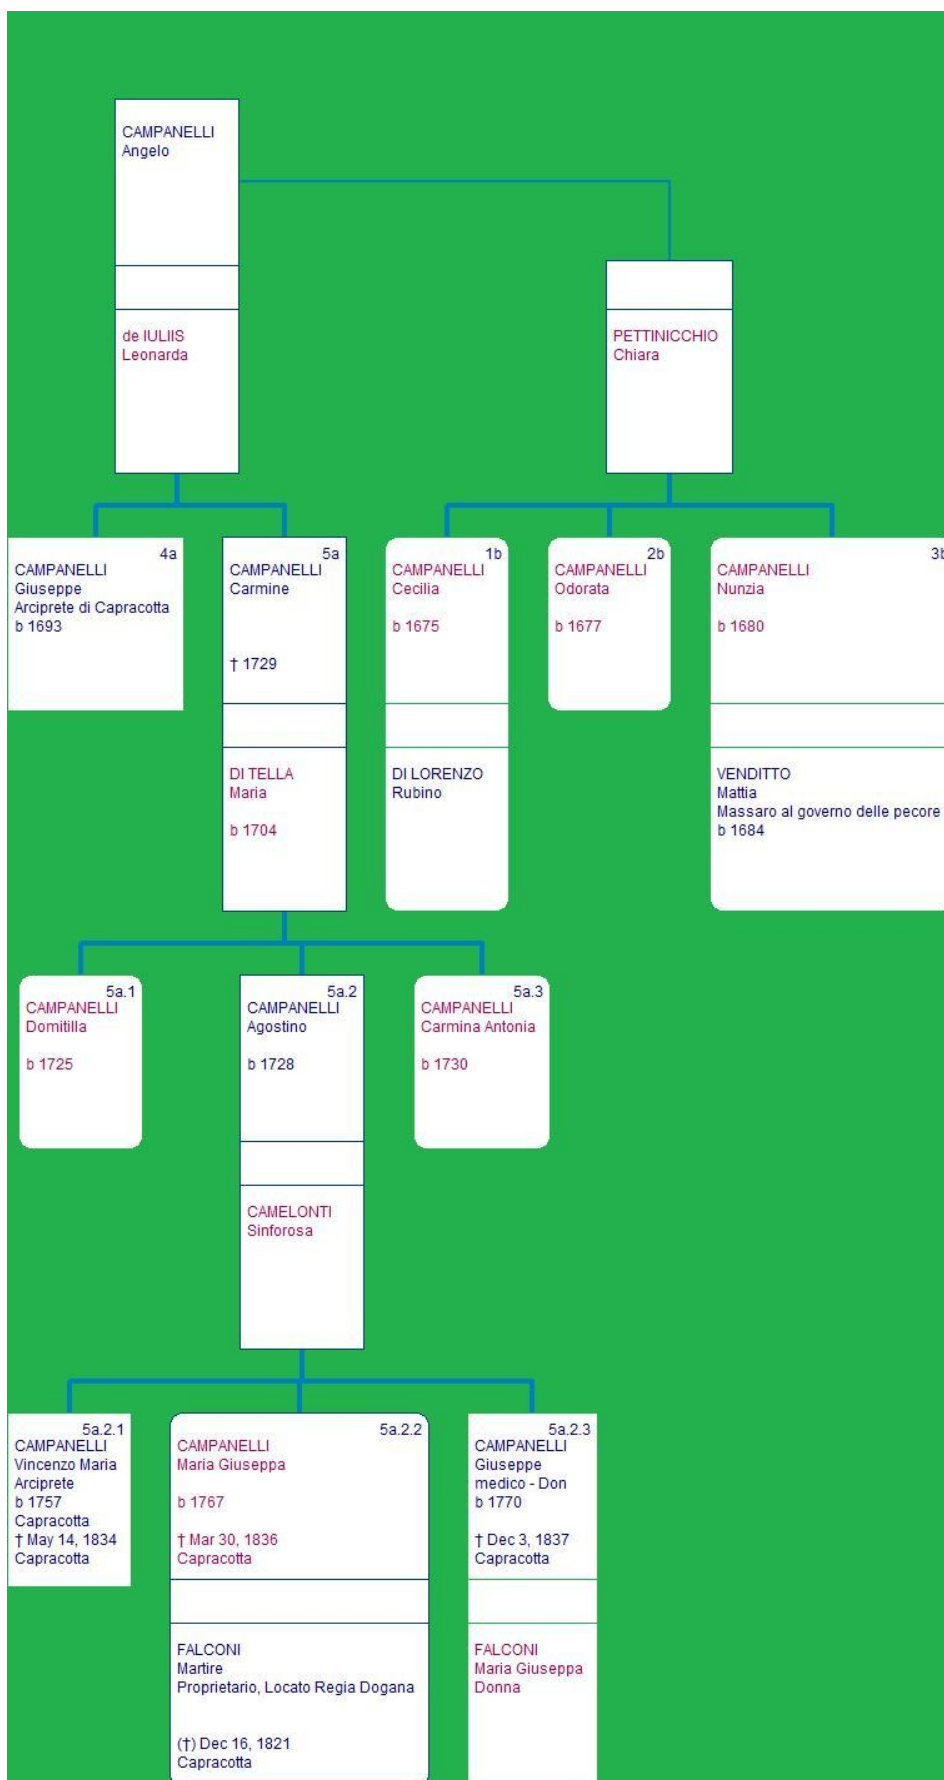 CAMPANELLI
Angelo
de IULIIS
Leonarda
PETTINICCHIO
Chiara
4a
CAMPANELLI
Giuseppe
Arciprete di Capracotta
b 1693
5a
CAMPANELLI
Carmine
† 1729
DI TELLA
Maria
b 1704
1b
CAMPANELLI
Cecilia
b 1675
DI LORENZO
Rubino
2b
CAMPANELLI
Odorata
b 1677
3b
CAMPANELLI
Nunzia
b 1680
VENDITTO
Mattia
Massaro al governo delle pecore
b 1684
5a.1
CAMPANELLI
Domitilla
b 1725
5a.2
CAMPANELLI
Agostino
b 1728
CAMELONTI
Sinforosa
5a.3
CAMPANELLI
Carmina Antonia
b 1730
5a.2.1
CAMPANELLI
Vincenzo Maria
Arciprete
b 1757
Capracotta
† May 14, 1834
Capracotta
5a.2.2
CAMPANELLI
Maria Giuseppa
b 1767
† Mar 30, 1836
Capracotta
FALCONI
Martire
Proprietario, Locato Regia Dogana
(†) Dec 16, 1821
Capracotta
5a.2.3
CAMPANELLI
Giuseppe
medico - Don
b 1770
† Dec 3, 1837
Capracotta
FALCONI
Maria Giuseppa
Donna